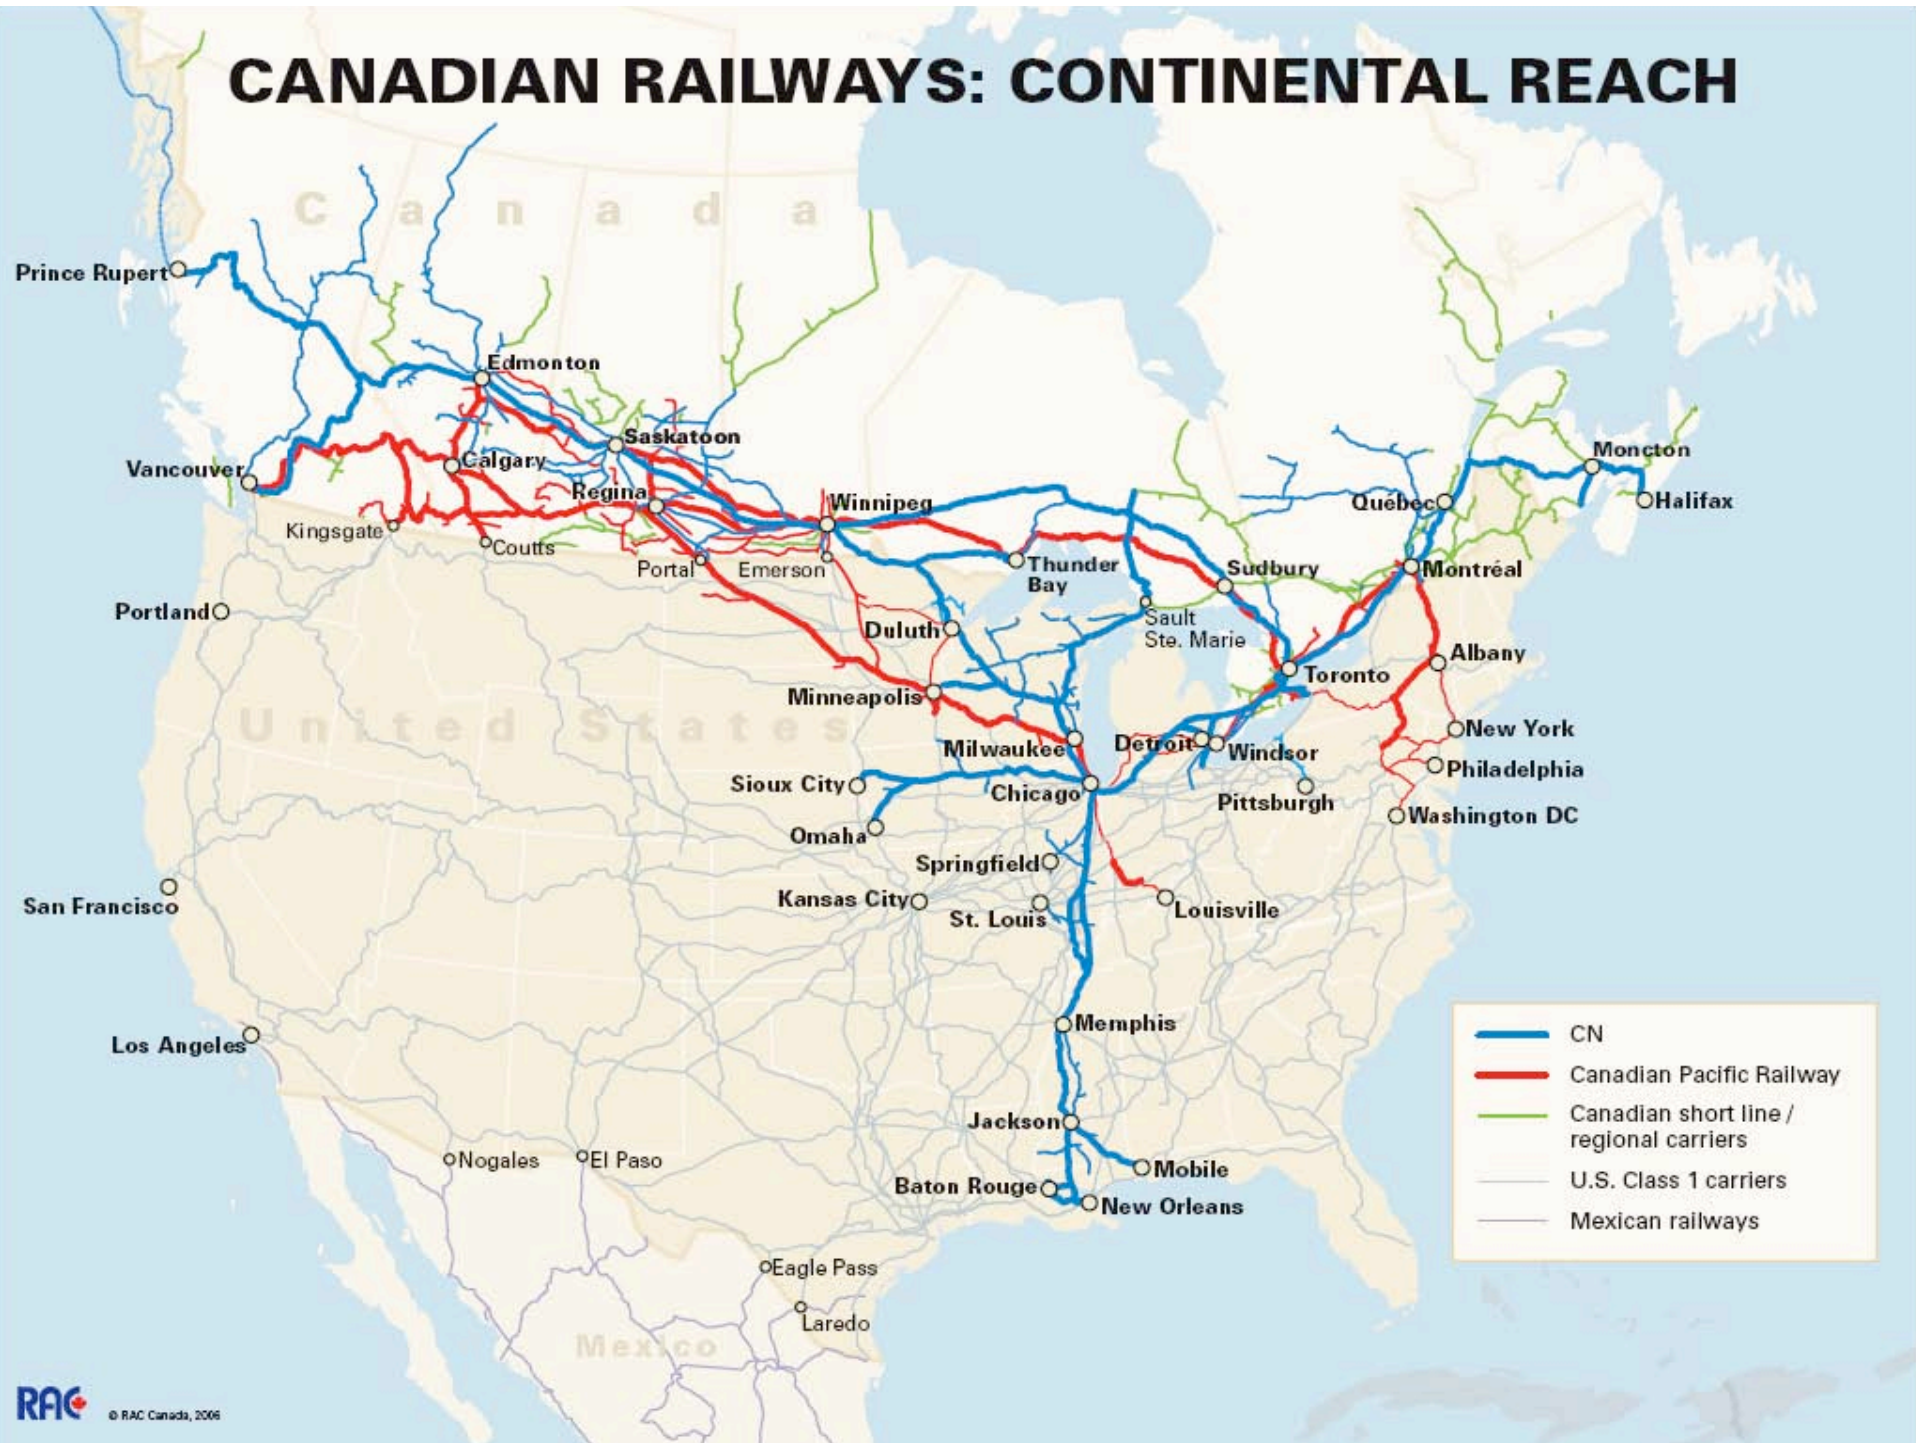 CANADIAN RAILWAYS: CONTINENTAL REACH
Canada
Prince Rupert
Edmonton
Saskatoon
Vancouver
Calgary
Regina
Winnipeg
Kingsgate
Coutts
Portal
Emerson
Thunder
Bay
Sudbury
Québec
Moncton
Halifax
Montréal
Portland
Duluth
Sault
Ste. Marie
Toronto
Albany
Minneapolis
United States
Milwaukee
Detroit
Windsor
New York
Sioux City
Chicago
Pittsburgh
Philadelphia
Omaha
Washington DC
Springfield
Kansas City
St. Louis
Louisville
San Francisco
Los Angeles
Memphis
Jackson
Nogales
El Paso
Mobile
Baton Rouge
New Orleans
Eagle Pass
Laredo
Mexico
CN
Canadian Pacific Railway
Canadian short line /
regional carriers
U.S. Class 1 carriers
Mexican railways
RAC
© RAC Canada, 2006